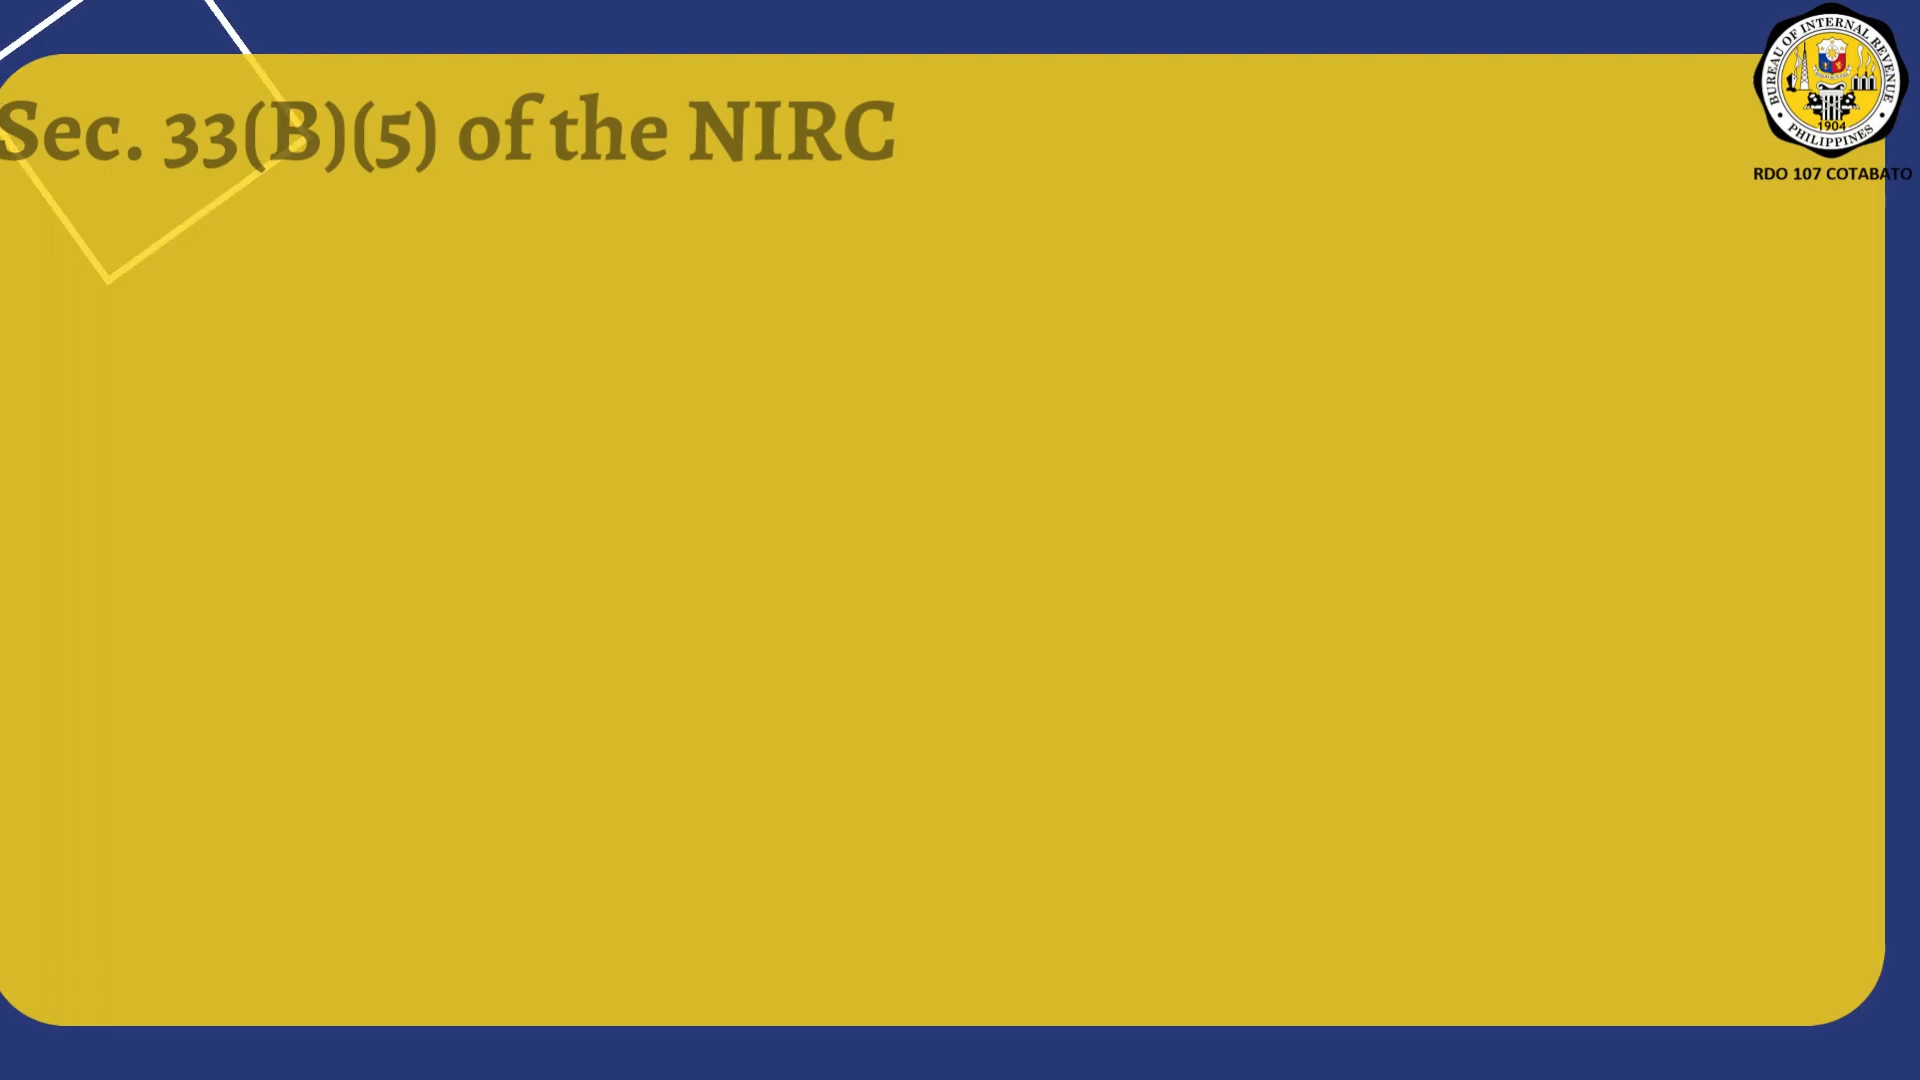 Sec. 33(B)(5) of the NIRC
BUREAU OF INTERNAL REVENUE
1904
PHILIPPINES
RDO 107 COTABATO